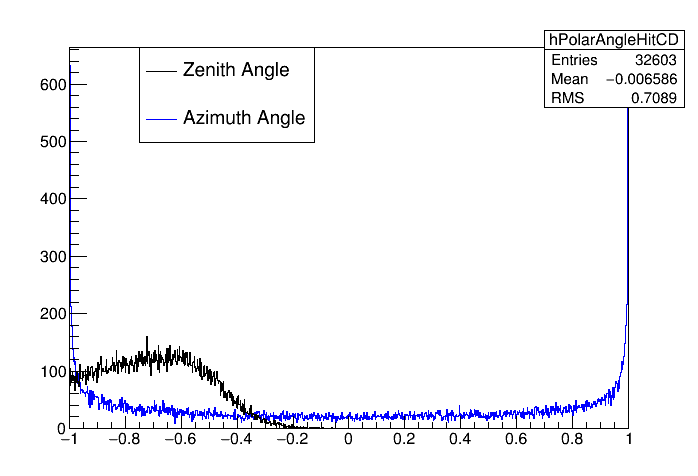 hPolarAngleHitCD
Entries 32603
Mean −0.006586
RMS 0.7089
Zenith Angle
Azimuth Angle
600
500
400
300
200
100
0
−1 −0.8 −0.6 −0.4 −0.2 0 0.2 0.4 0.6 0.8 1